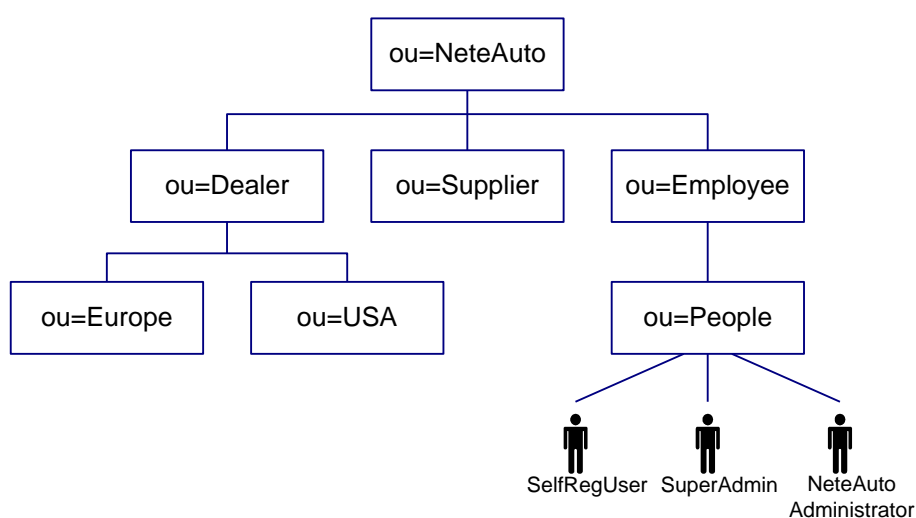 ou=NeteAuto
ou=Dealer
ou=Supplier
ou=Employee
ou=Europe
ou=USA
ou=People
SelfRegUser
SuperAdmin
NeteAuto
Administrator